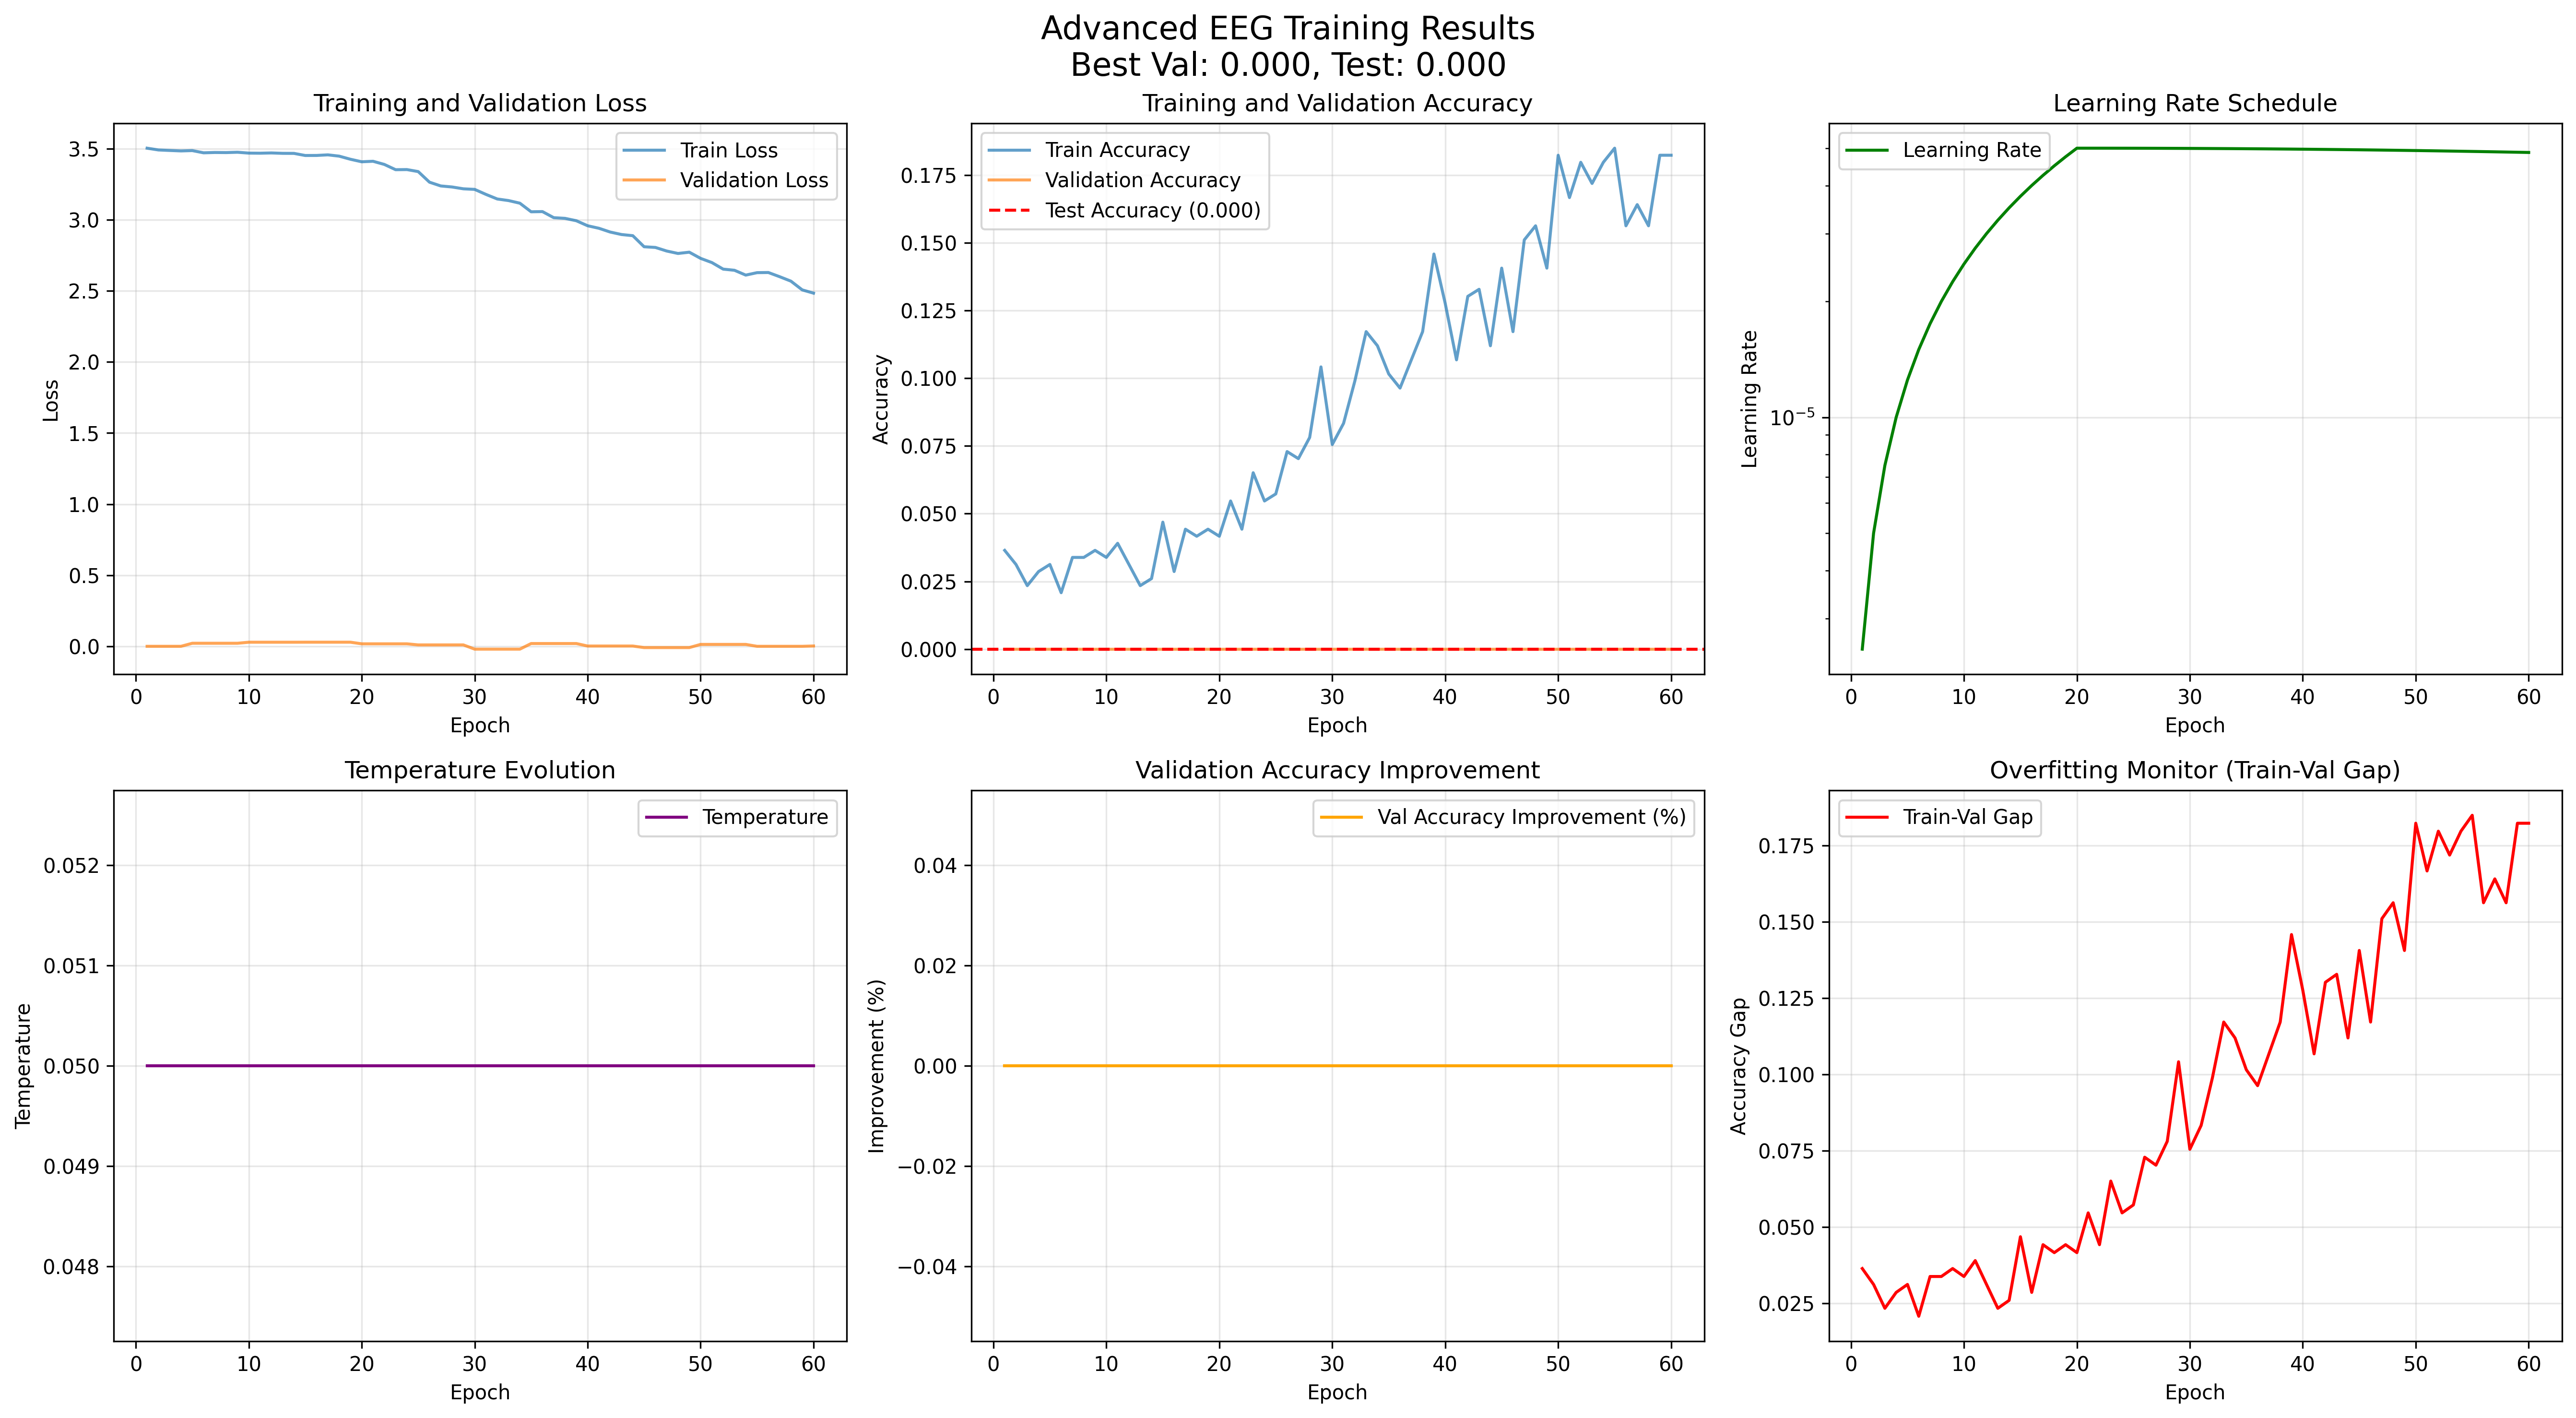 Advanced EEG Training Results
Best Val: 0.000, Test: 0.000
Training and Validation Loss
Train Loss
Validation Loss
3.5
3.0
2.5
2.0
1.5
1.0
0.5
0.0
Loss
0 10 20 30 40 50 60
Epoch
Training and Validation Accuracy
Train Accuracy
Validation Accuracy
Test Accuracy (0.000)
0.175
0.150
0.125
0.100
0.075
0.050
0.025
0.000
Accuracy
0 10 20 30 40 50 60
Epoch
Learning Rate Schedule
Learning Rate
10⁻⁵
Learning Rate
0 10 20 30 40 50 60
Epoch
Temperature Evolution
Temperature
0.052
0.051
0.050
0.049
0.048
Temperature
0 10 20 30 40 50 60
Epoch
Validation Accuracy Improvement
Val Accuracy Improvement (%)
0.04
0.02
0.00
−0.02
−0.04
Improvement (%)
0 10 20 30 40 50 60
Epoch
Overfitting Monitor (Train-Val Gap)
Train-Val Gap
0.175
0.150
0.125
0.100
0.075
0.050
0.025
Accuracy Gap
0 10 20 30 40 50 60
Epoch